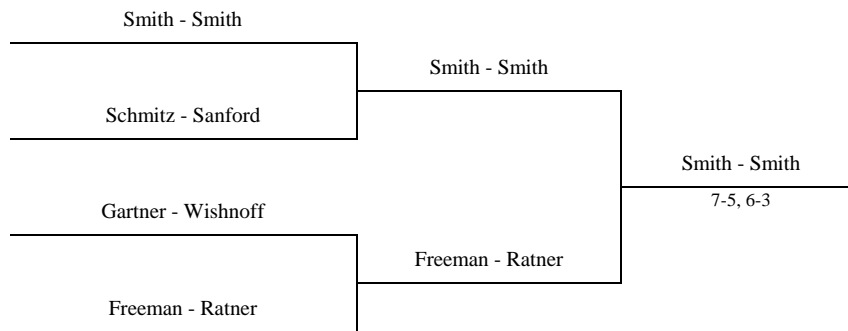 Smith - Smith
Smith - Smith
Schmitz - Sanford
Smith - Smith
7-5, 6-3
Gartner - Wishnoff
Freeman - Ratner
Freeman - Ratner